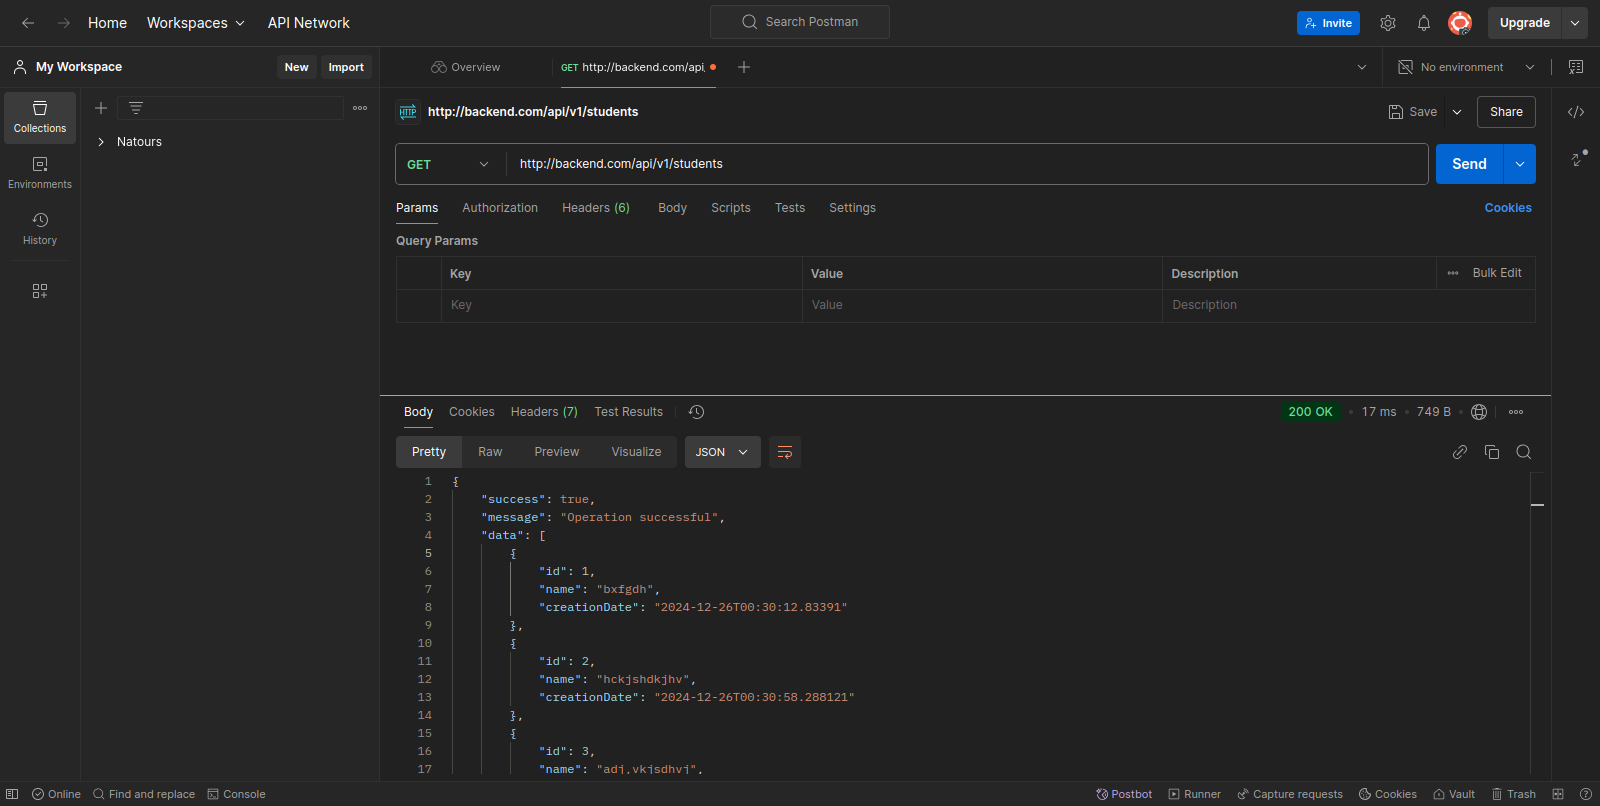 Home Workspaces API Network Search Postman Invite Upgrade
My Workspace New Import Overview GET http://backend.com/api. No environment
Collections
Environments
History
Natours
HTTP http://backend.com/api/v1/students Save Share
GET http://backend.com/api/v1/students Send
Params Authorization Headers (6) Body Scripts Tests Settings Cookies
Query Params
Key Value Description Bulk Edit
Key Value Description
Body Cookies Headers (7) Test Results 200 OK 17 ms 749 B
Pretty Raw Preview Visualize JSON
1 {
2 "success": true,
3 "message": "Operation successful",
4 "data": [
5 {
6 "id": 1,
7 "name": "bxfgdh",
8 "creationDate": "2024-12-26T00:30:12.83391"
9 },
10 {
11 "id": 2,
12 "name": "hckjshdkjhv",
13 "creationDate": "2024-12-26T00:30:58.288121"
14 },
15 {
16 "id": 3,
17 "name": "adj,vkjsdhvj",
Online Find and replace Console Postbot Runner Capture requests Cookies Vault Trash